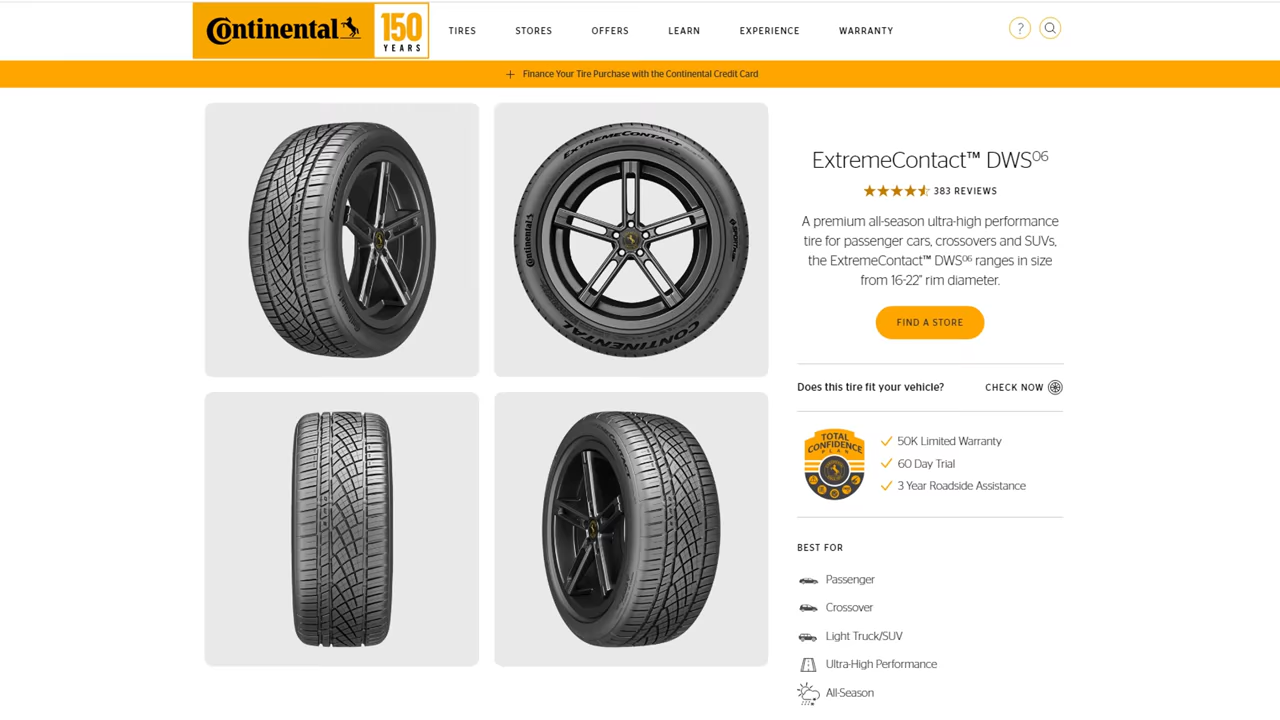 Continental
150
YEARS
TIRES
STORES
OFFERS
LEARN
EXPERIENCE
WARRANTY
?
+ Finance Your Tire Purchase with the Continental Credit Card
EXTREMECONTACT
Continental
CONTINENTAL
ExtremeContact™ DWS⁰⁶
383 REVIEWS
A premium all-season ultra-high performance
tire for passenger cars, crossovers and SUVs,
the ExtremeContact™ DWS⁰⁶ ranges in size
from 16-22" rim diameter.
FIND A STORE
Does this tire fit your vehicle?
CHECK NOW
TOTAL
CONFIDENCE
PLAN
50K Limited Warranty
60 Day Trial
3 Year Roadside Assistance
BEST FOR
Passenger
Crossover
Light Truck/SUV
Ultra-High Performance
All-Season